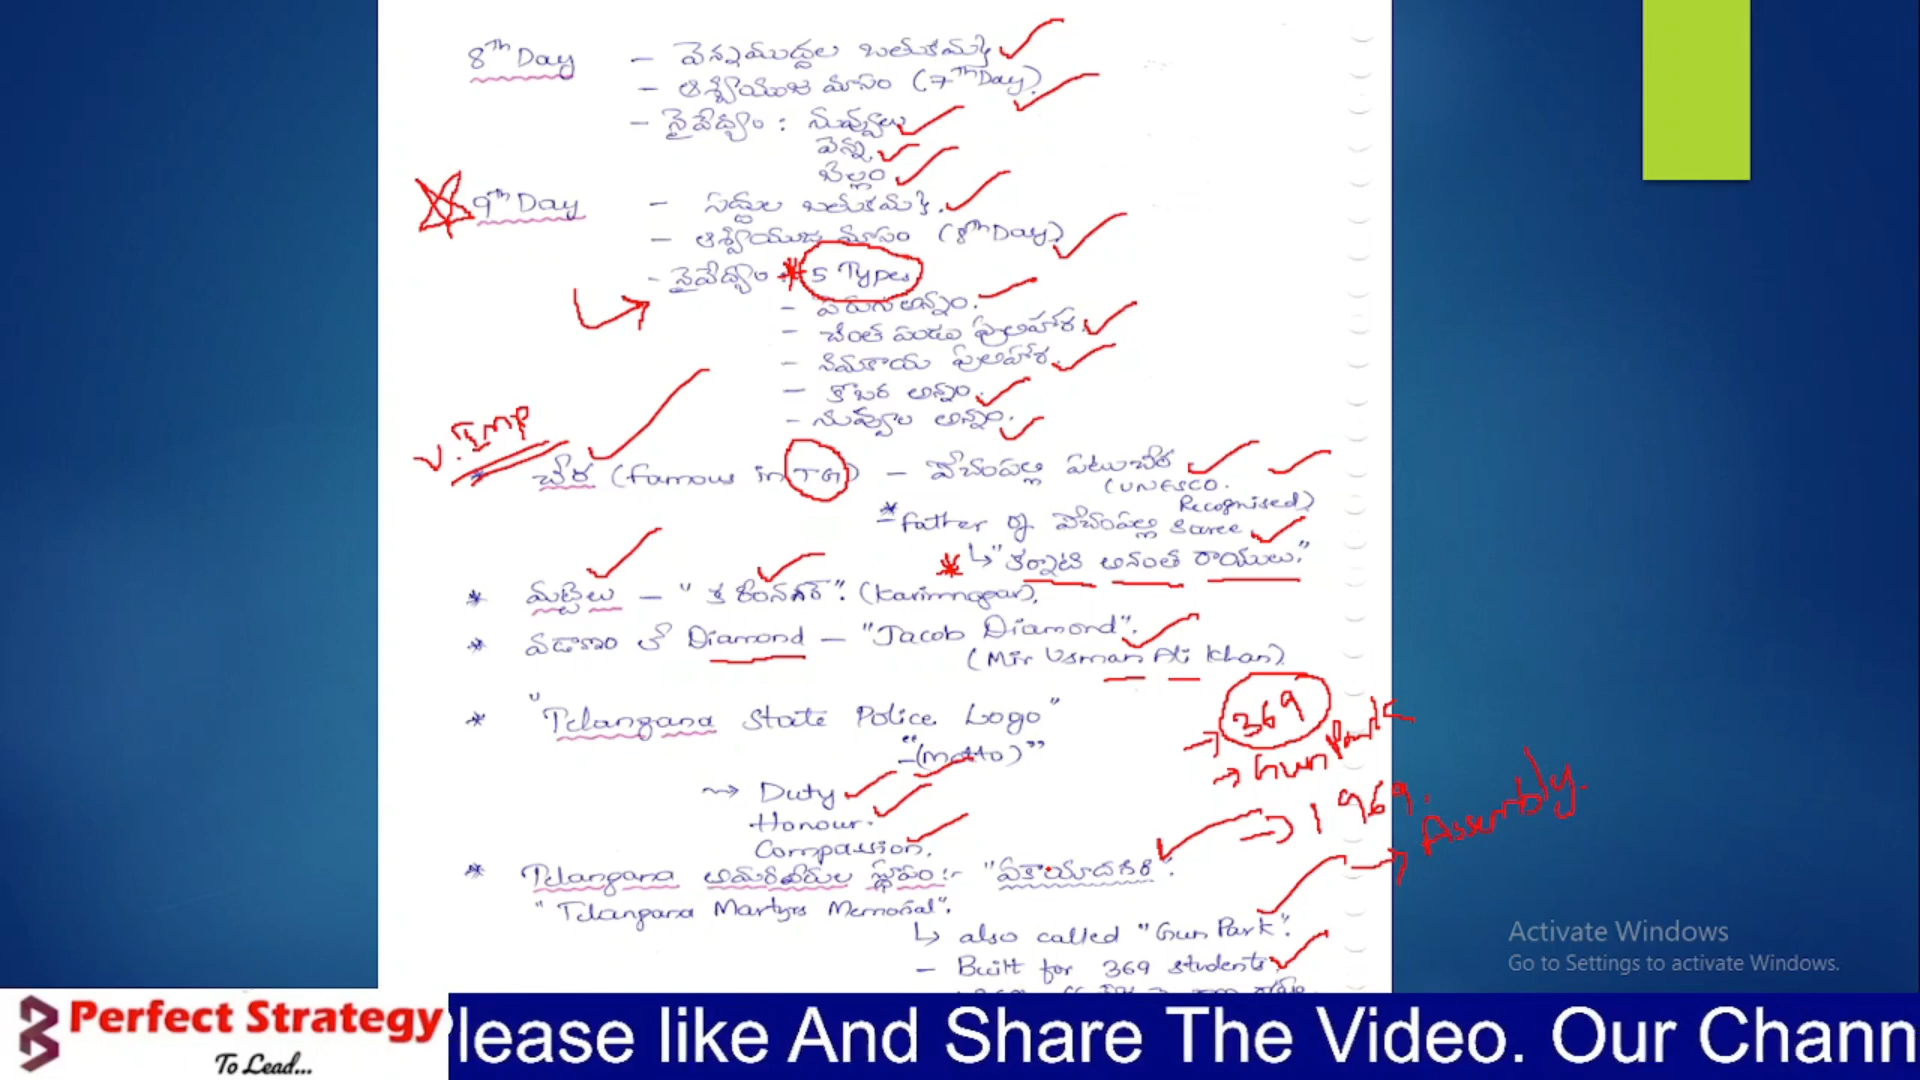 8th Day - వెన్నముద్దల బతుకమ్మ
- ఆశ్వీయుజ మాసం (7th Day).
- నైవేద్యం : నువ్వులు
వెన్న
బెల్లం
9th Day - సద్దుల బతుకమ్మ.
- ఆశ్వీయుజ మాసం (8th Day)
- నైవేద్యం * 5 Types
- పెరుగు అన్నం.
- చింత పండు పులిహోర.
- నిమకాయ పులిహోర.
- కొబరి అన్నం.
- నువ్వుల అన్నం.
V. Imp
* చీర (famous in TG) - పోచంపల్లి పటుచీర
(UNESCO.
Recognised)
* - Father of పోచంపల్లి Saree
* ↳ "కర్నాటి అనంత రాములు."
* మట్టెలు - "కరీంనగర్". (Karimnagar).
* వడాణం లో Diamond - "Jacob Diamond".
(Mir Usman Ali Khan).
* "Telangana State Police Logo"
-"(Motto)"
369
→ Gun Park
→ Duty
Honour.
Compassion.
⇒ 1969.
→ Assembly.
* Telangana అమరవీరుల స్థూపం :-
"Telangana Martyrs Memorial".
↳ also called "Gun Park".
- Built for 369 students.
Activate Windows
Go to Settings to activate Windows.
Perfect Strategy
To Lead...
lease like And Share The Video. Our Chann